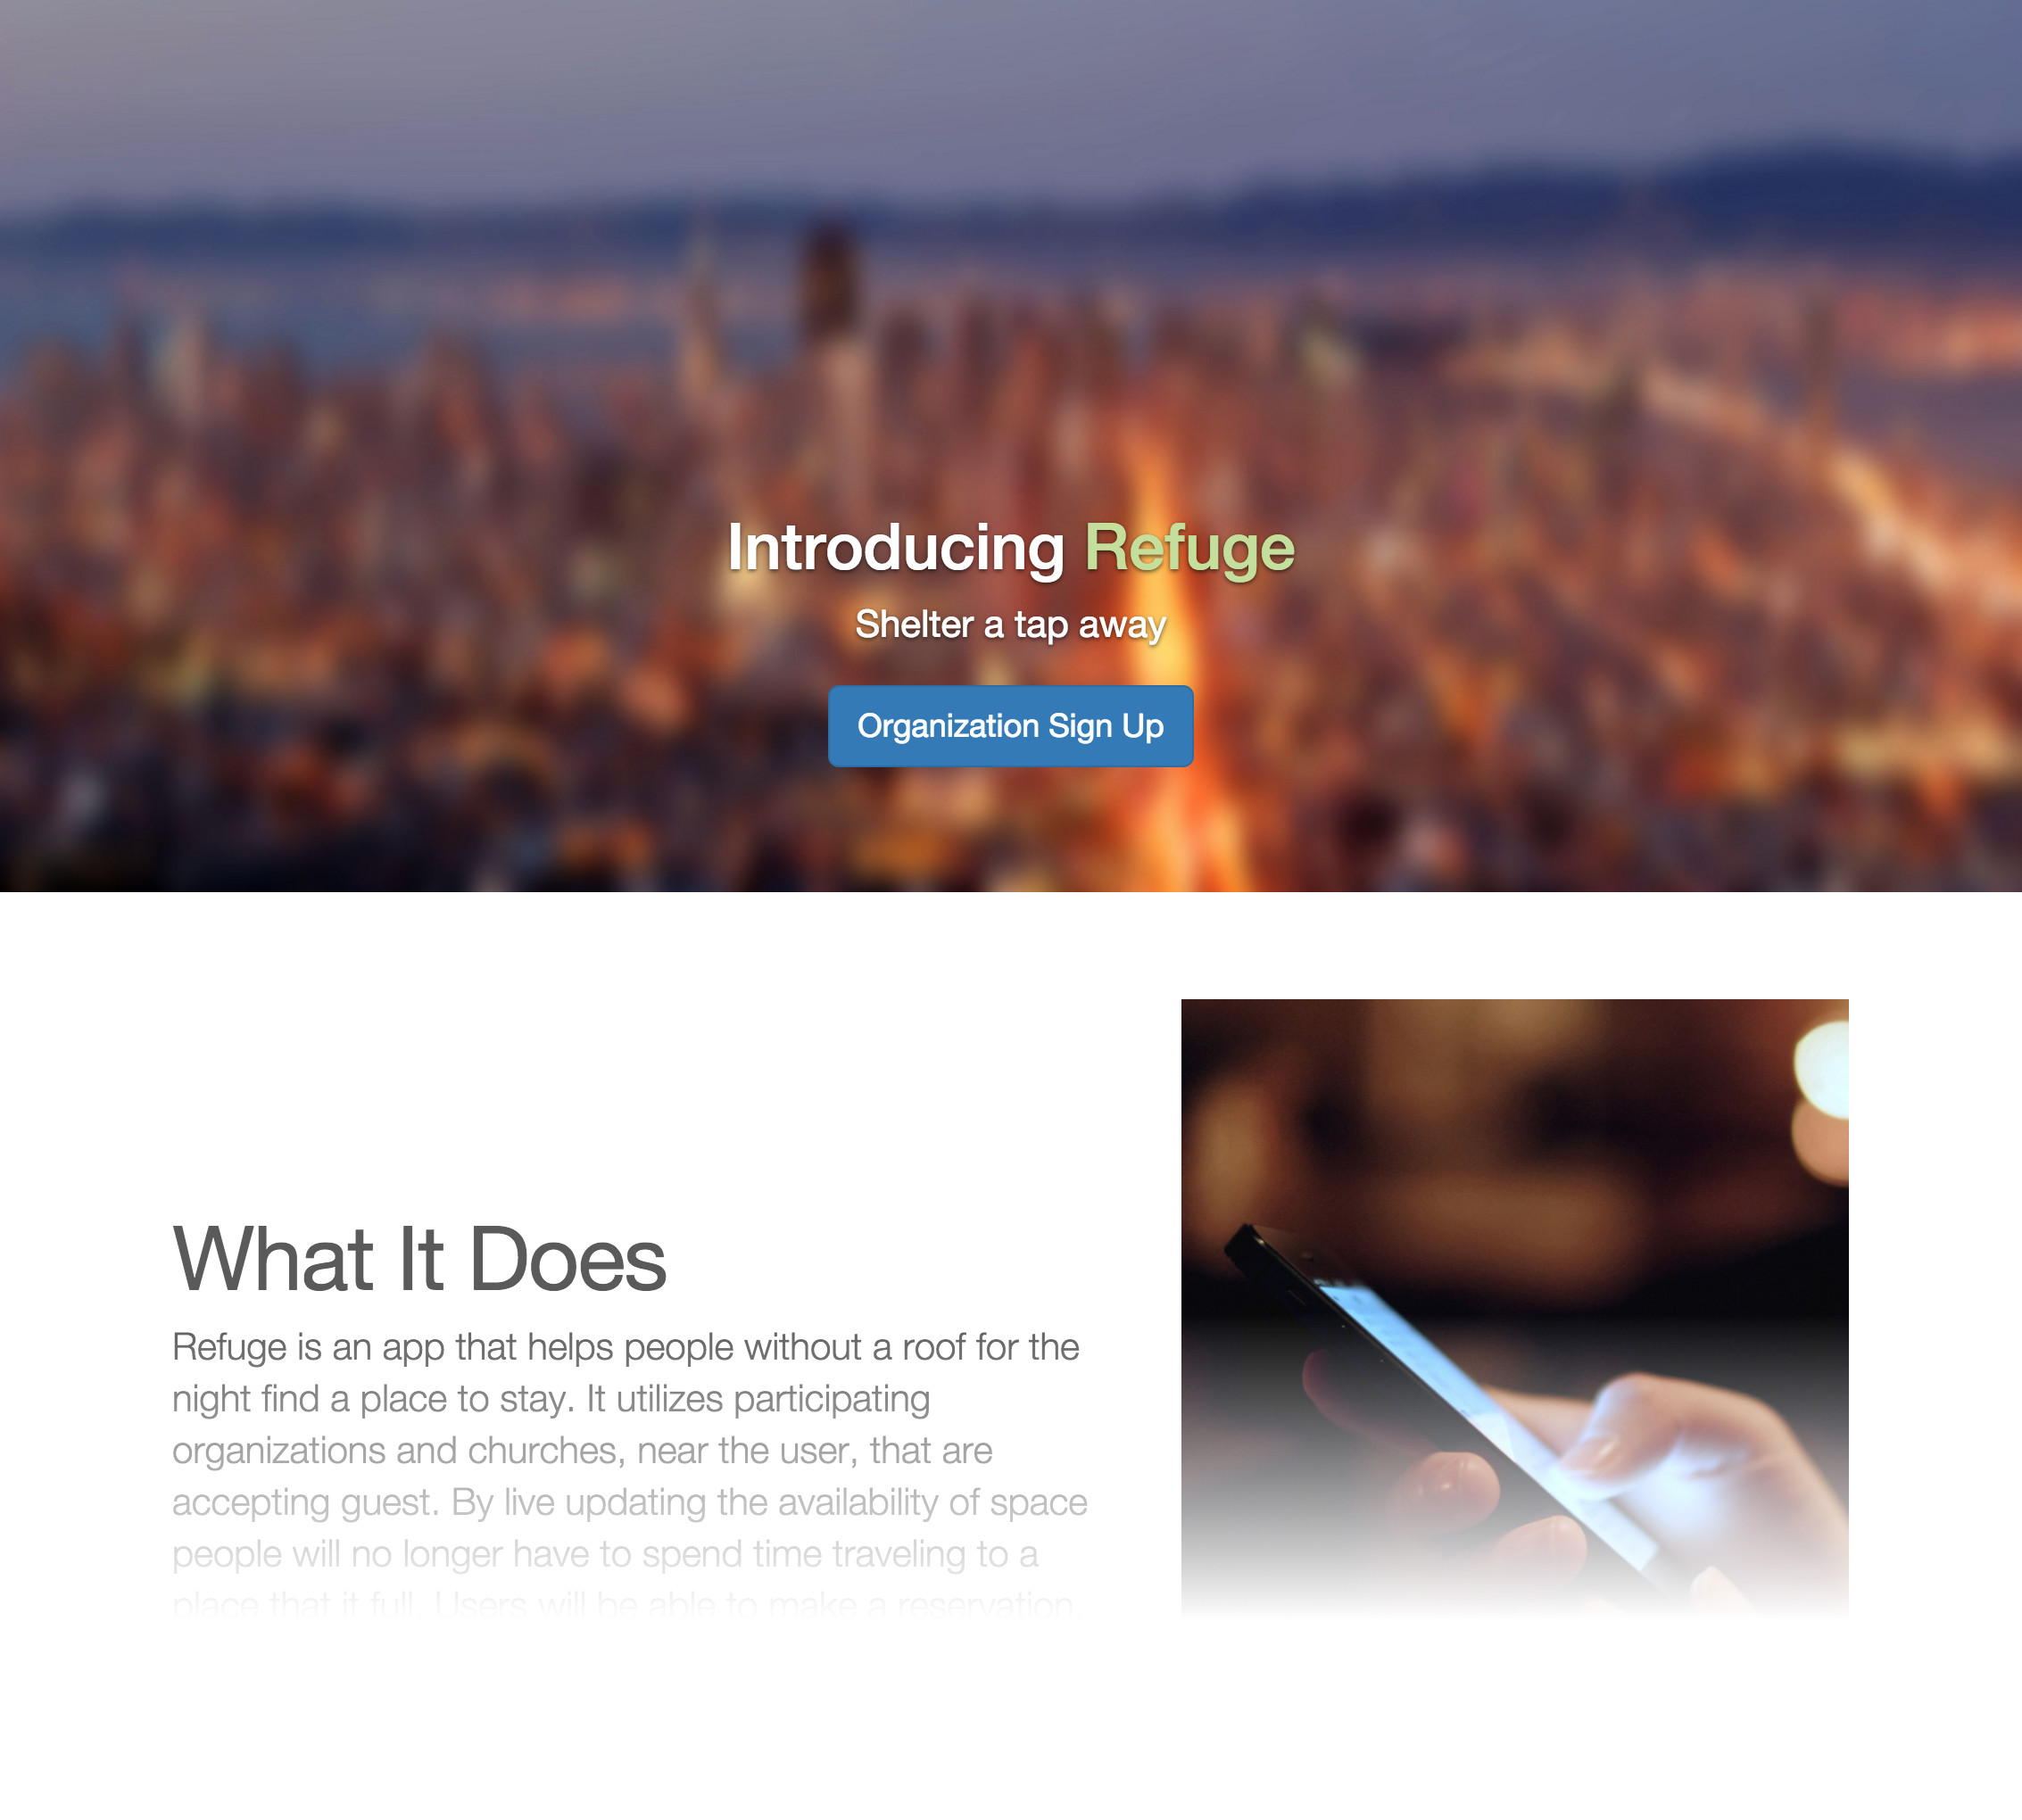 Introducing Refuge
Shelter a tap away
Organization Sign Up
What It Does
Refuge is an app that helps people without a roof for the
night find a place to stay. It utilizes participating
organizations and churches, near the user, that are
accepting guest. By live updating the availability of space
people will no longer have to spend time traveling to a
place that it full. Users will be able to make a reservation